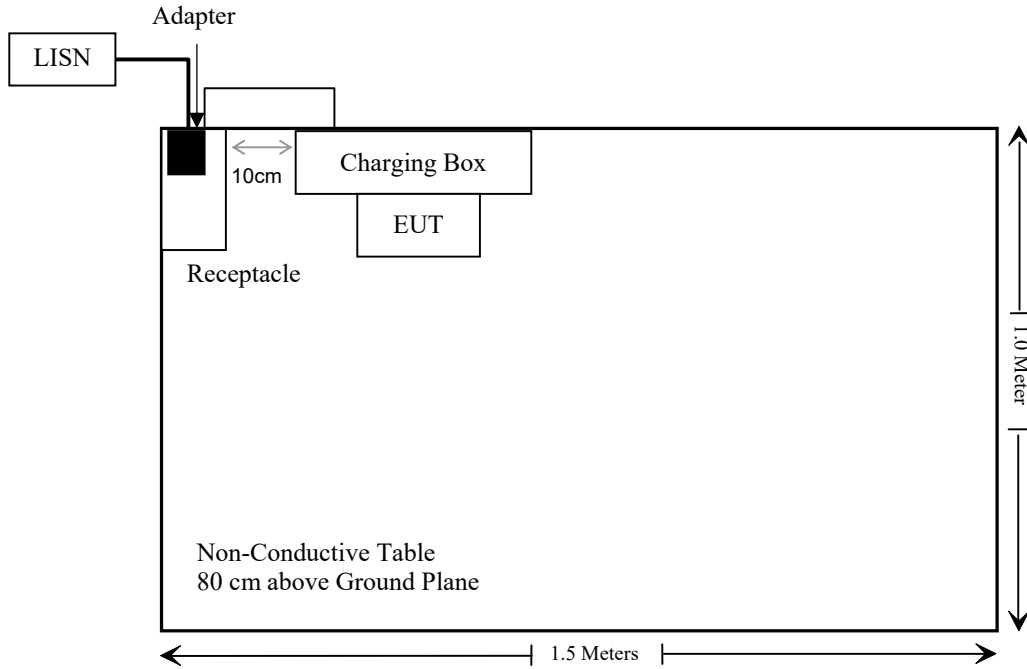 Adapter
LISN
Charging Box
10cm
EUT
Receptacle
1.0 Meter
Non-Conductive Table
80 cm above Ground Plane
1.5 Meters